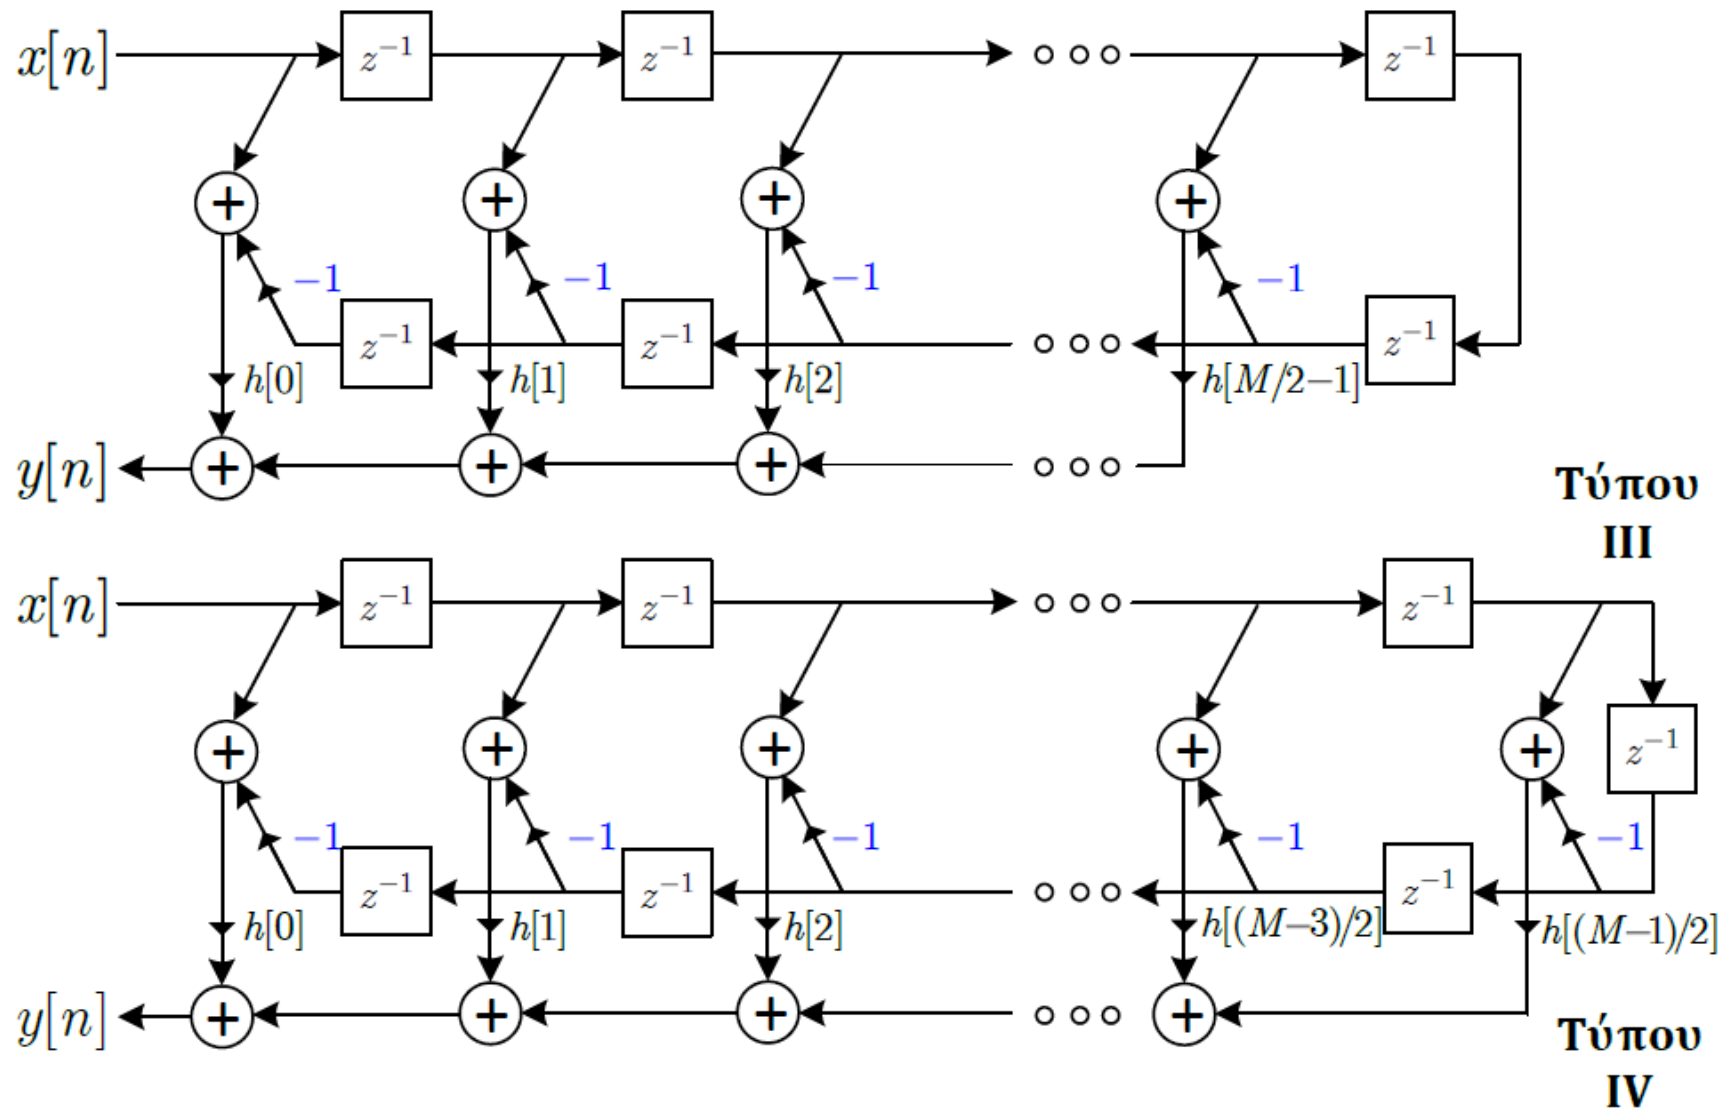 x[n] z⁻¹ z⁻¹ z⁻¹
+ + + +
−1 −1 −1 −1
z⁻¹ z⁻¹ z⁻¹
h[0] h[1] h[2] h[M/2−1]
y[n] + + +
Τύπου
III
x[n] z⁻¹ z⁻¹ z⁻¹
+ + + + + z⁻¹
−1 −1 −1 −1 −1
z⁻¹ z⁻¹ z⁻¹
h[0] h[1] h[2] h[(M−3)/2] h[(M−1)/2]
y[n] + + + +
Τύπου
IV